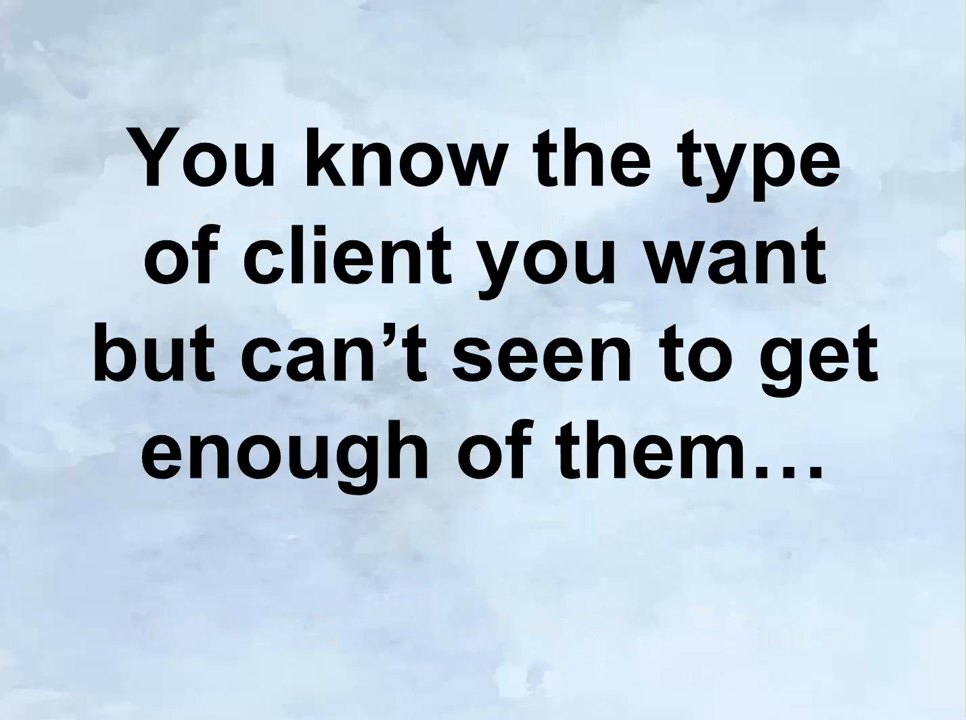 You know the type
of client you want
but can’t seen to get
enough of them…